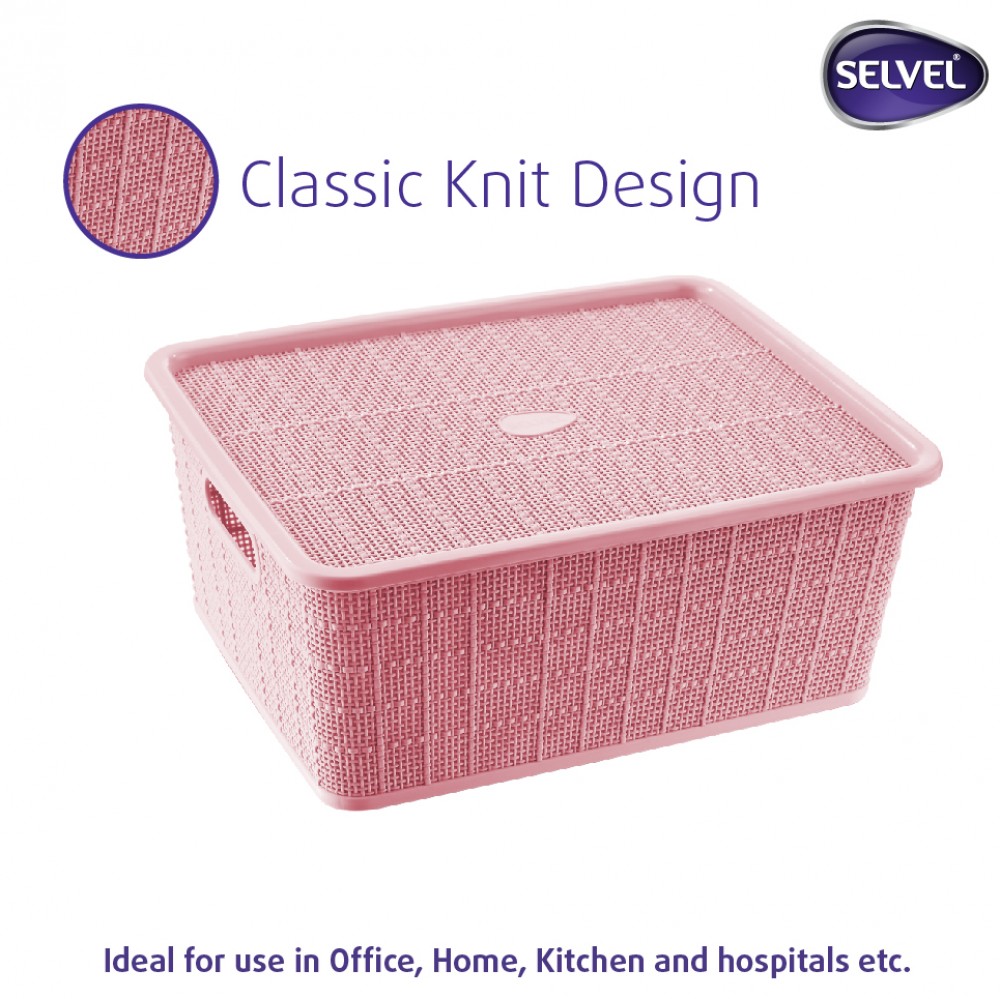 SELVEL®
Classic Knit Design
Ideal for use in Office, Home, Kitchen and hospitals etc.